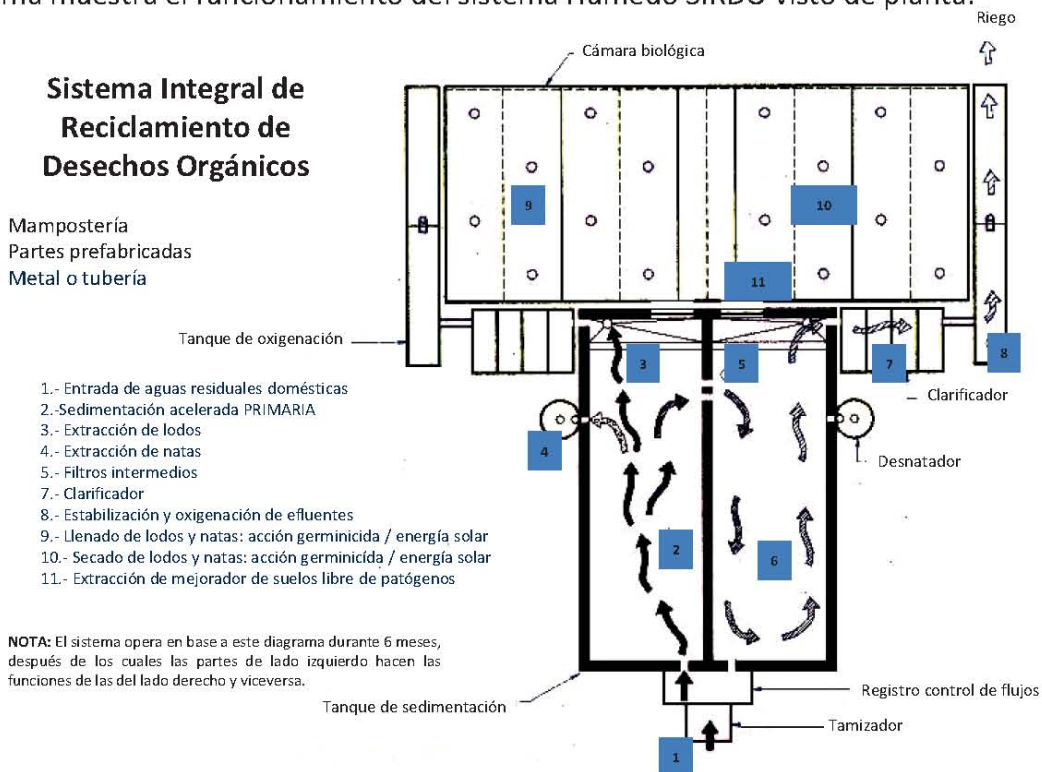 ma muestra el funcionamiento del sistema Húmedo SIRDO visto de planta.
Riego
Cámara biológica
Sistema Integral de
Reciclamiento de
Desechos Orgánicos
Mampostería
Partes prefabricadas
Metal o tubería
9
10
11
Tanque de oxigenación
3
5
7
8
Clarificador
1.- Entrada de aguas residuales domésticas
2.-Sedimentación acelerada PRIMARIA
3.- Extracción de lodos
4.- Extracción de natas
5.- Filtros intermedios
7.- Clarificador
8.- Estabilización y oxigenación de efluentes
9.- Llenado de lodos y natas: acción germinicida / energía solar
10.- Secado de lodos y natas: acción germinicída / energía solar
11.- Extracción de mejorador de suelos libre de patógenos
4
Desnatador
2
6
NOTA: El sistema opera en base a este diagrama durante 6 meses,
después de los cuales las partes de lado izquierdo hacen las
funciones de las del lado derecho y viceversa.
Tanque de sedimentación
Registro control de flujos
Tamizador
1